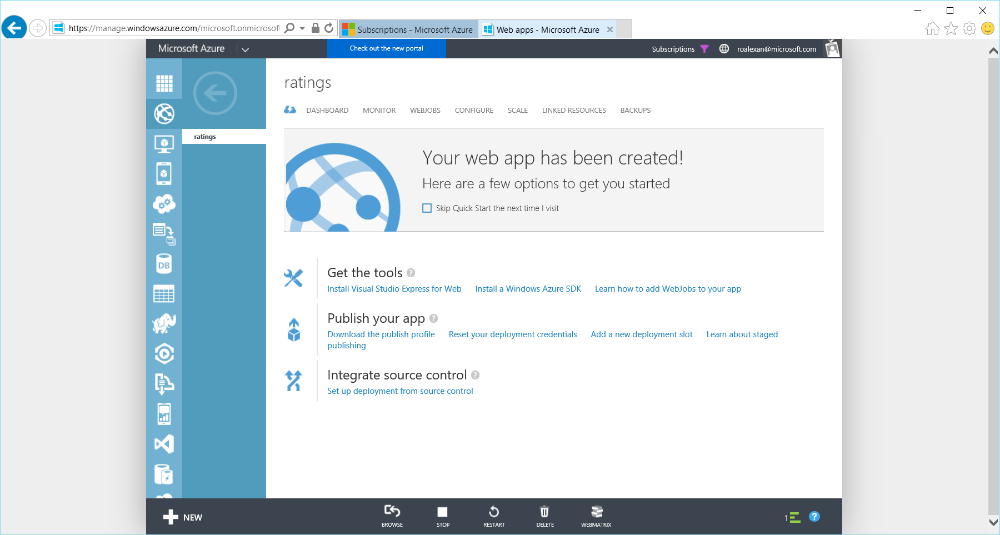 https://manage.windowsazure.com/microsoft.onmicrosoft
Subscriptions - Microsoft Azure
Web apps - Microsoft Azure
Microsoft Azure
Check out the new portal
Subscriptions
roalexan@microsoft.com
ratings
ratings
DASHBOARD MONITOR WEBJOBS CONFIGURE SCALE LINKED RESOURCES BACKUPS
Your web app has been created!
Here are a few options to get you started
Skip Quick Start the next time I visit
DB
Get the tools ?
Install Visual Studio Express for Web Install a Windows Azure SDK Learn how to add WebJobs to your app
Publish your app ?
Download the publish profile Reset your deployment credentials Add a new deployment slot Learn about staged
publishing
Integrate source control ?
Set up deployment from source control
NEW
BROWSE STOP RESTART DELETE WEBMATRIX
1
?